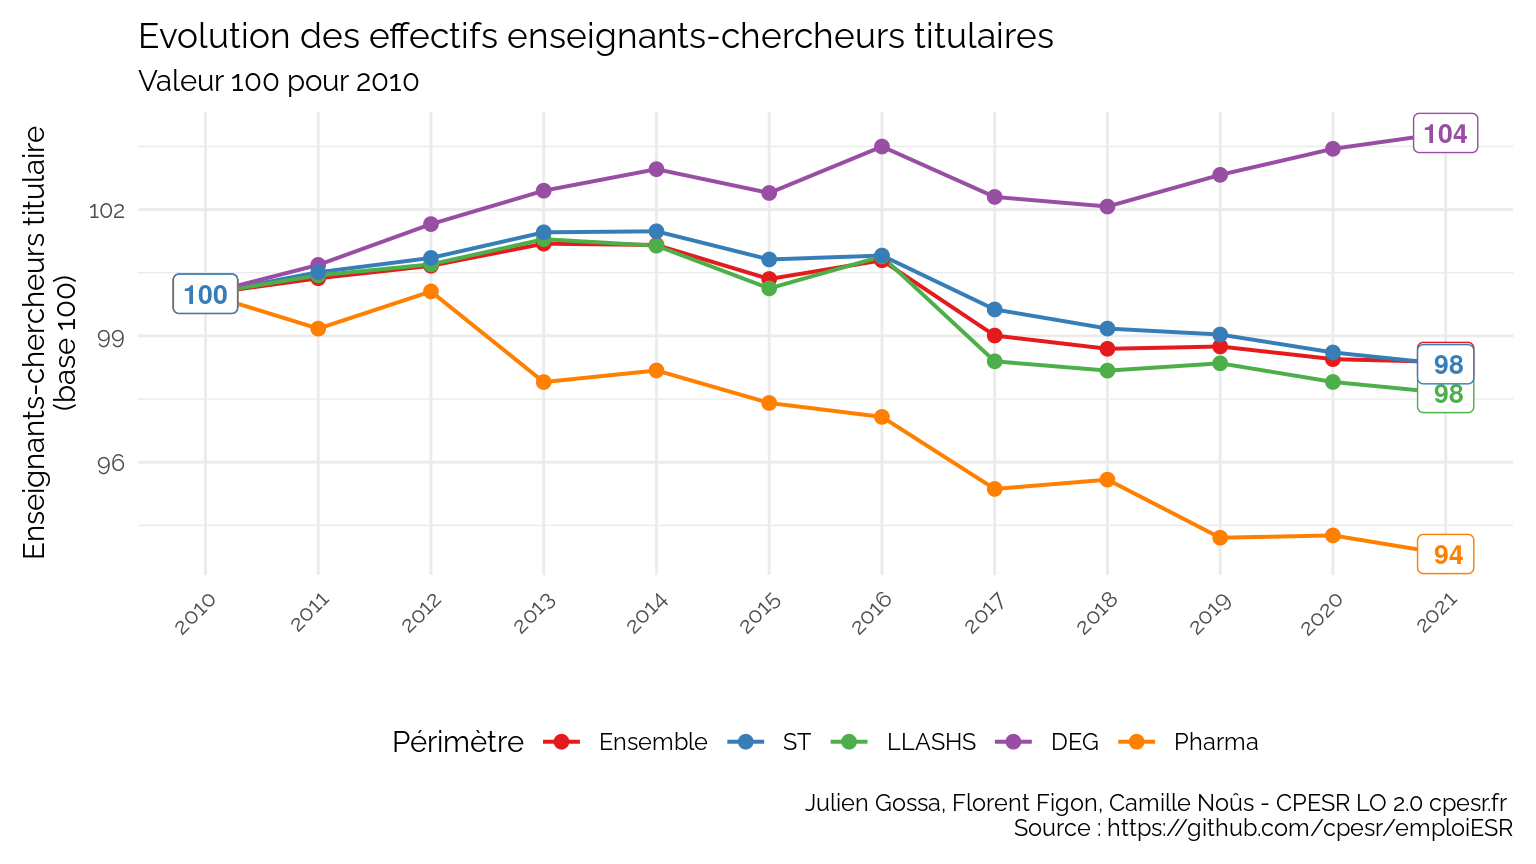 Evolution des effectifs enseignants-chercheurs titulaires
Valeur 100 pour 2010
Enseignants-chercheurs titulaire
(base 100)
102
99
96
100
104
98
98
94
2010
2011
2012
2013
2014
2015
2016
2017
2018
2019
2020
2021
Périmètre
Ensemble
ST
LLASHS
DEG
Pharma
Julien Gossa, Florent Figon, Camille Noûs - CPESR LO 2.0 cpesr.fr
Source : https://github.com/cpesr/emploiESR